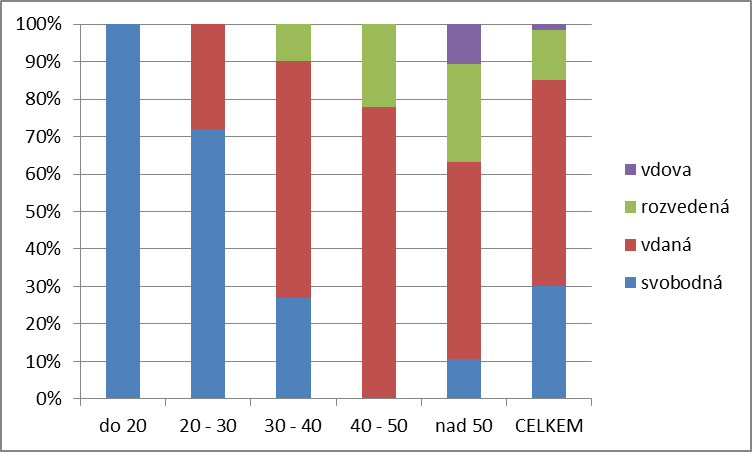 100%
90%
80%
70%
60%
50%
40%
30%
20%
10%
0%
do 20
20 - 30
30 - 40
40 - 50
nad 50
CELKEM
vdova
rozvedená
vdaná
svobodná